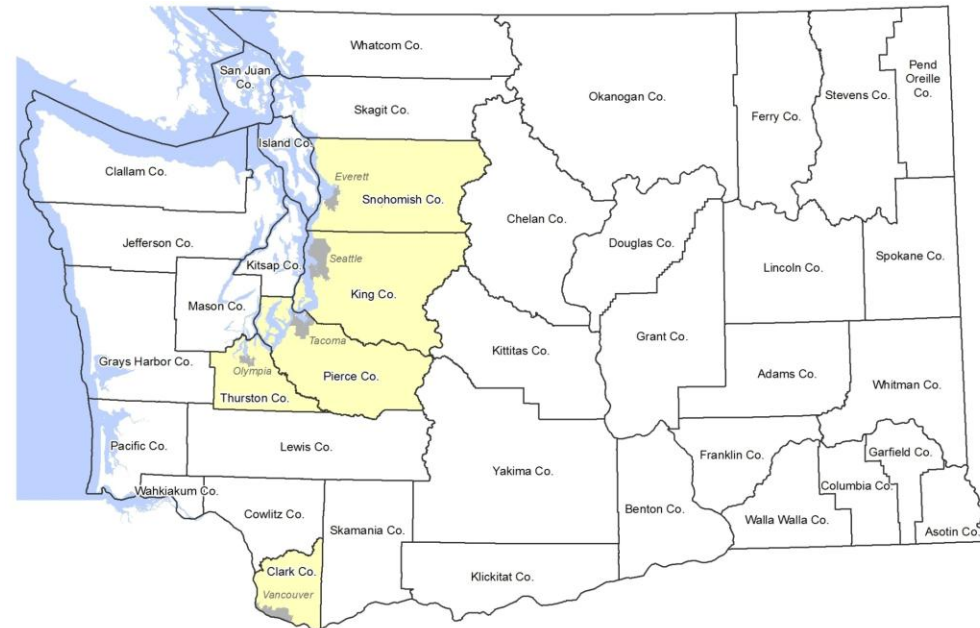 Whatcom Co.
San Juan
Co.
Skagit Co.
Okanogan Co.
Ferry Co.
Stevens Co.
Pend
Oreille
Co.
Island Co.
Clallam Co.
Everett
Snohomish Co.
Chelan Co.
Douglas Co.
Jefferson Co.
Kitsap Co.
Seattle
Lincoln Co.
Spokane Co.
Mason Co.
King Co.
Grays Harbor Co.
Tacoma
Olympia
Pierce Co.
Thurston Co.
Kittitas Co.
Grant Co.
Adams Co.
Whitman Co.
Pacific Co.
Lewis Co.
Yakima Co.
Franklin Co.
Garfield Co.
Columbia Co.
Wahkiakum Co.
Cowlitz Co.
Skamania Co.
Benton Co.
Walla Walla Co.
Asotin Co.
Clark Co.
Vancouver
Klickitat Co.